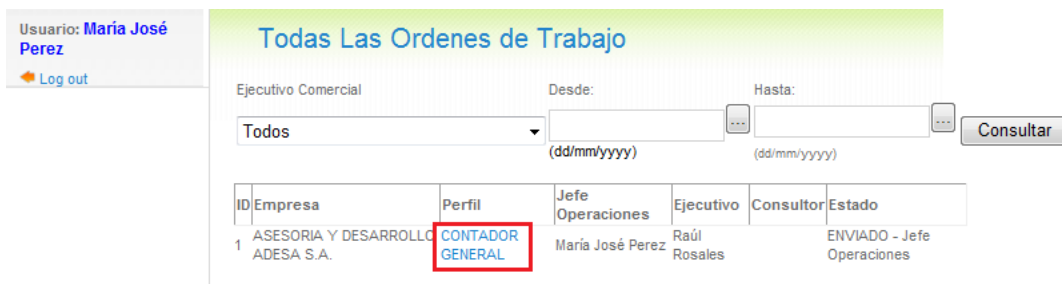 Usuario: María José
Perez
Log out
Todas Las Ordenes de Trabajo
Ejecutivo Comercial Desde: Hasta:
Todos ... ... Consultar
(dd/mm/yyyy) (dd/mm/yyyy)
ID Empresa Perfil Jefe Operaciones Ejecutivo Consultor Estado
1 ASESORIA Y DESARROLLO CONTADOR María José Perez Raúl ENVIADO - Jefe
ADESA S.A. GENERAL Rosales Operaciones